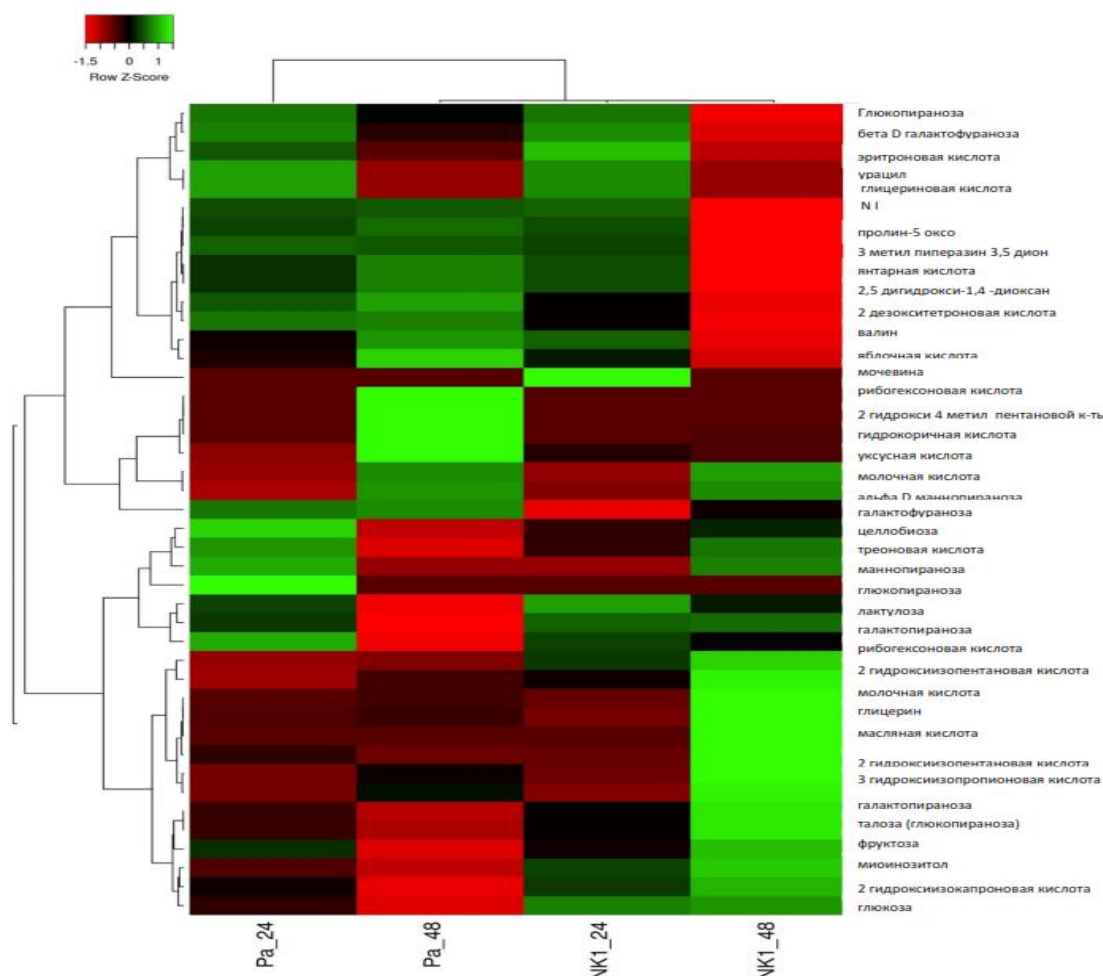 -1.5 0 1
Row Z-Score
Глюкопираноза
бета D галактофураноза
эритроновая кислота
урацил
глицериновая кислота
N I
пролин-5 оксо
3 метил пиперазин 3,5 дион
янтарная кислота
2,5 дигидрокси-1,4 -диоксан
2 дезокситетроновая кислота
валин
яблочная кислота
мочевина
рибогексоновая кислота
2 гидрокси 4 метил пентановой к-ть
гидрокоричная кислота
уксусная кислота
молочная кислота
альфа D маннопираноза
галактофураноза
целлобиоза
треоновая кислота
маннопираноза
глюкопираноза
лактулоза
галактопираноза
рибогексоновая кислота
2 гидроксиизопентановая кислота
молочная кислота
глицерин
масляная кислота
2 гидроксиизопентановая кислота
3 гидроксиизопропионовая кислота
галактопираноза
талоза (глюкопираноза)
фруктоза
миоинозитол
2 гидроксиизокапроновая кислота
глюкоза
Pa_24
Pa_48
NK1_24
NK1_48